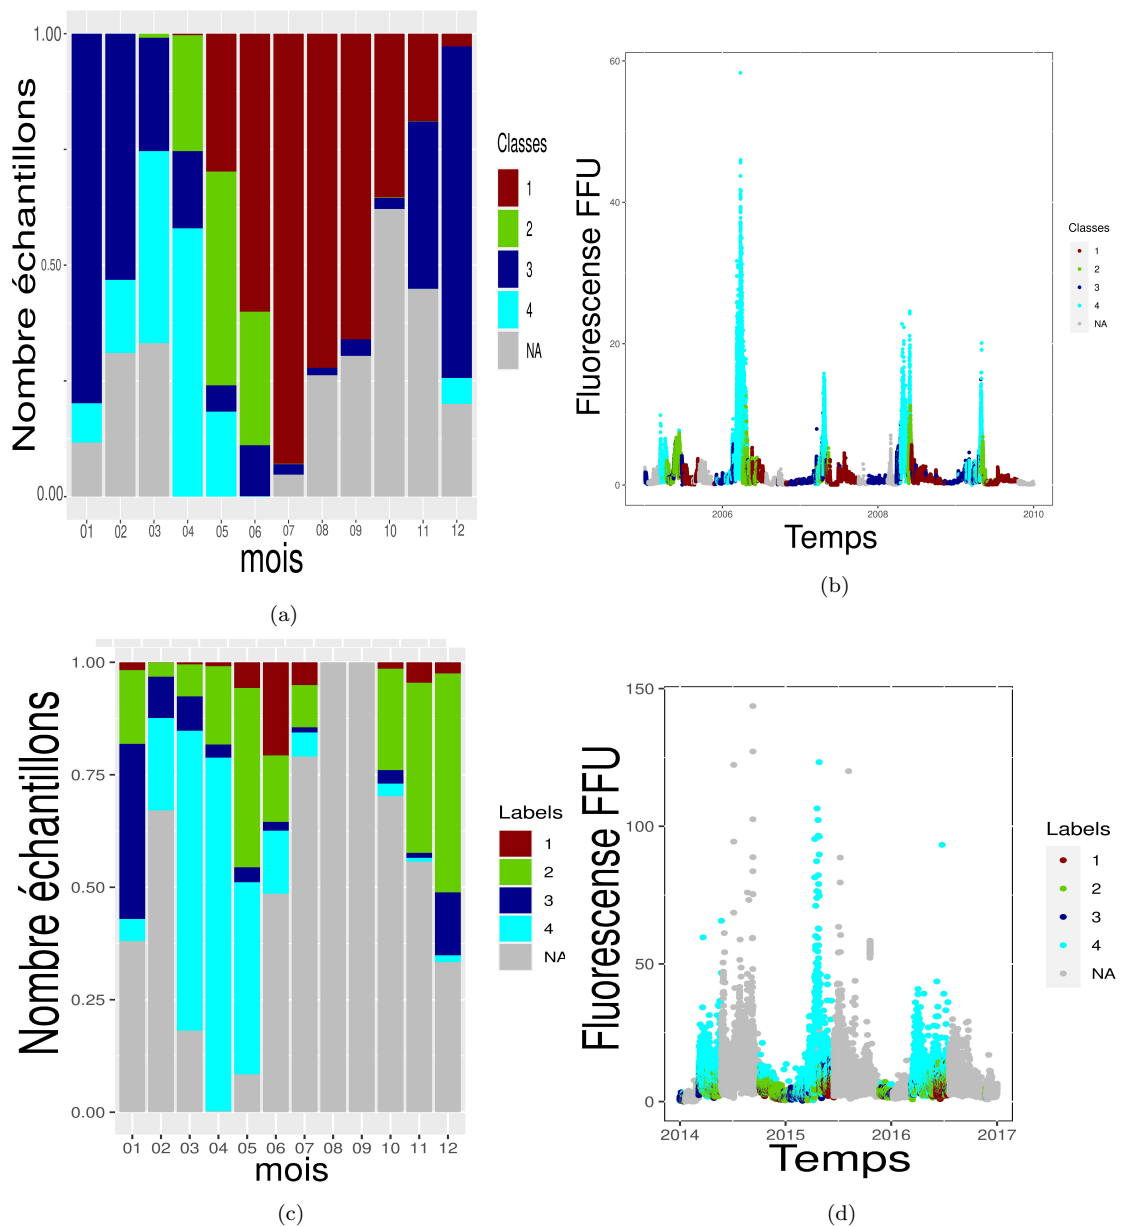 Nombre échantillons
1.00
0.50
0.00
01 02 03 04 05 06 07 08 09 10 11 12
mois
Classes
1
2
3
4
NA
(a)
Fluorescense FFU
60
40
20
0
2006 2008 2010
Temps
Classes
1
2
3
4
NA
(b)
Nombre échantillons
1.00
0.75
0.50
0.25
0.00
01 02 03 04 05 06 07 08 09 10 11 12
mois
Labels
1
2
3
4
NA
(c)
Fluorescense FFU
150
100
50
0
2014 2015 2016 2017
Temps
Labels
1
2
3
4
NA
(d)